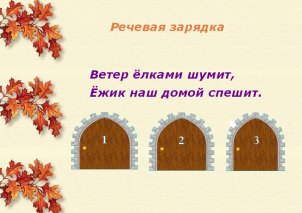 Речевая зарядка
Ветер ёлками шумит,
Ёжик наш домой спешит.
1 2 3